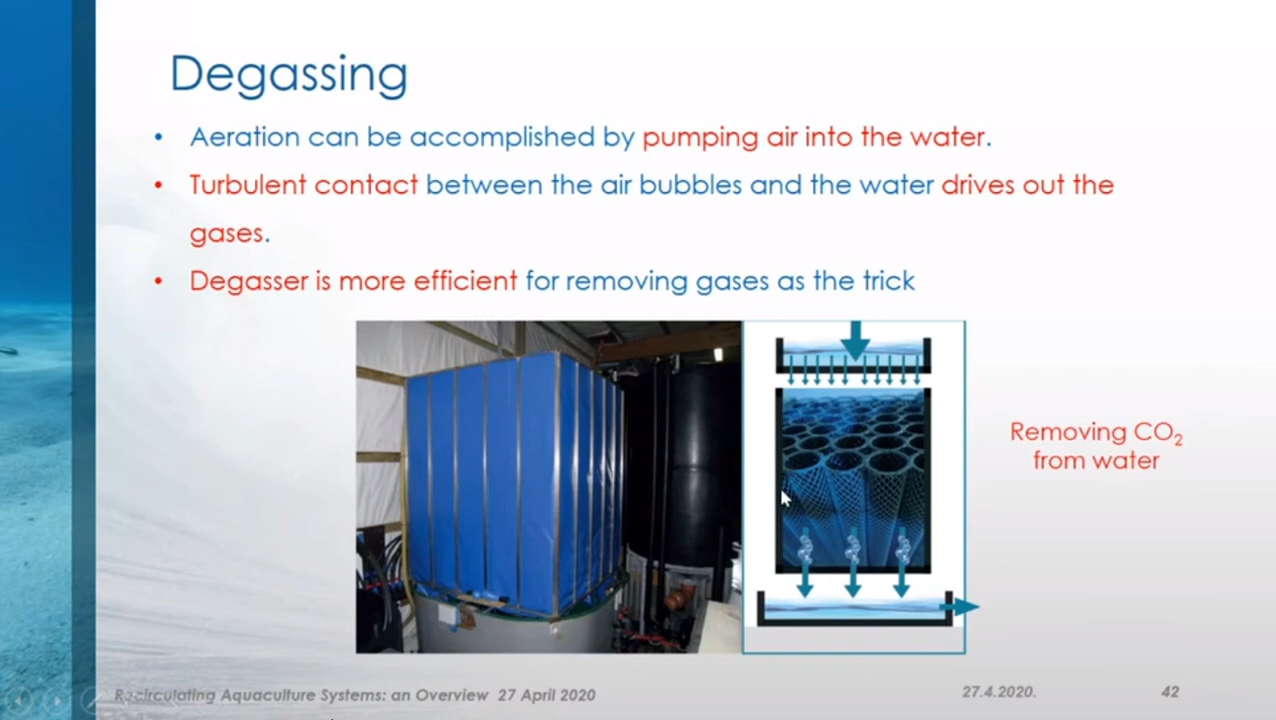 Degassing
• Aeration can be accomplished by pumping air into the water.
• Turbulent contact between the air bubbles and the water drives out the
gases.
• Degasser is more efficient for removing gases as the trick
Removing CO₂
from water
Recirculating Aquaculture Systems: an Overview 27 April 2020
27.4.2020.
42